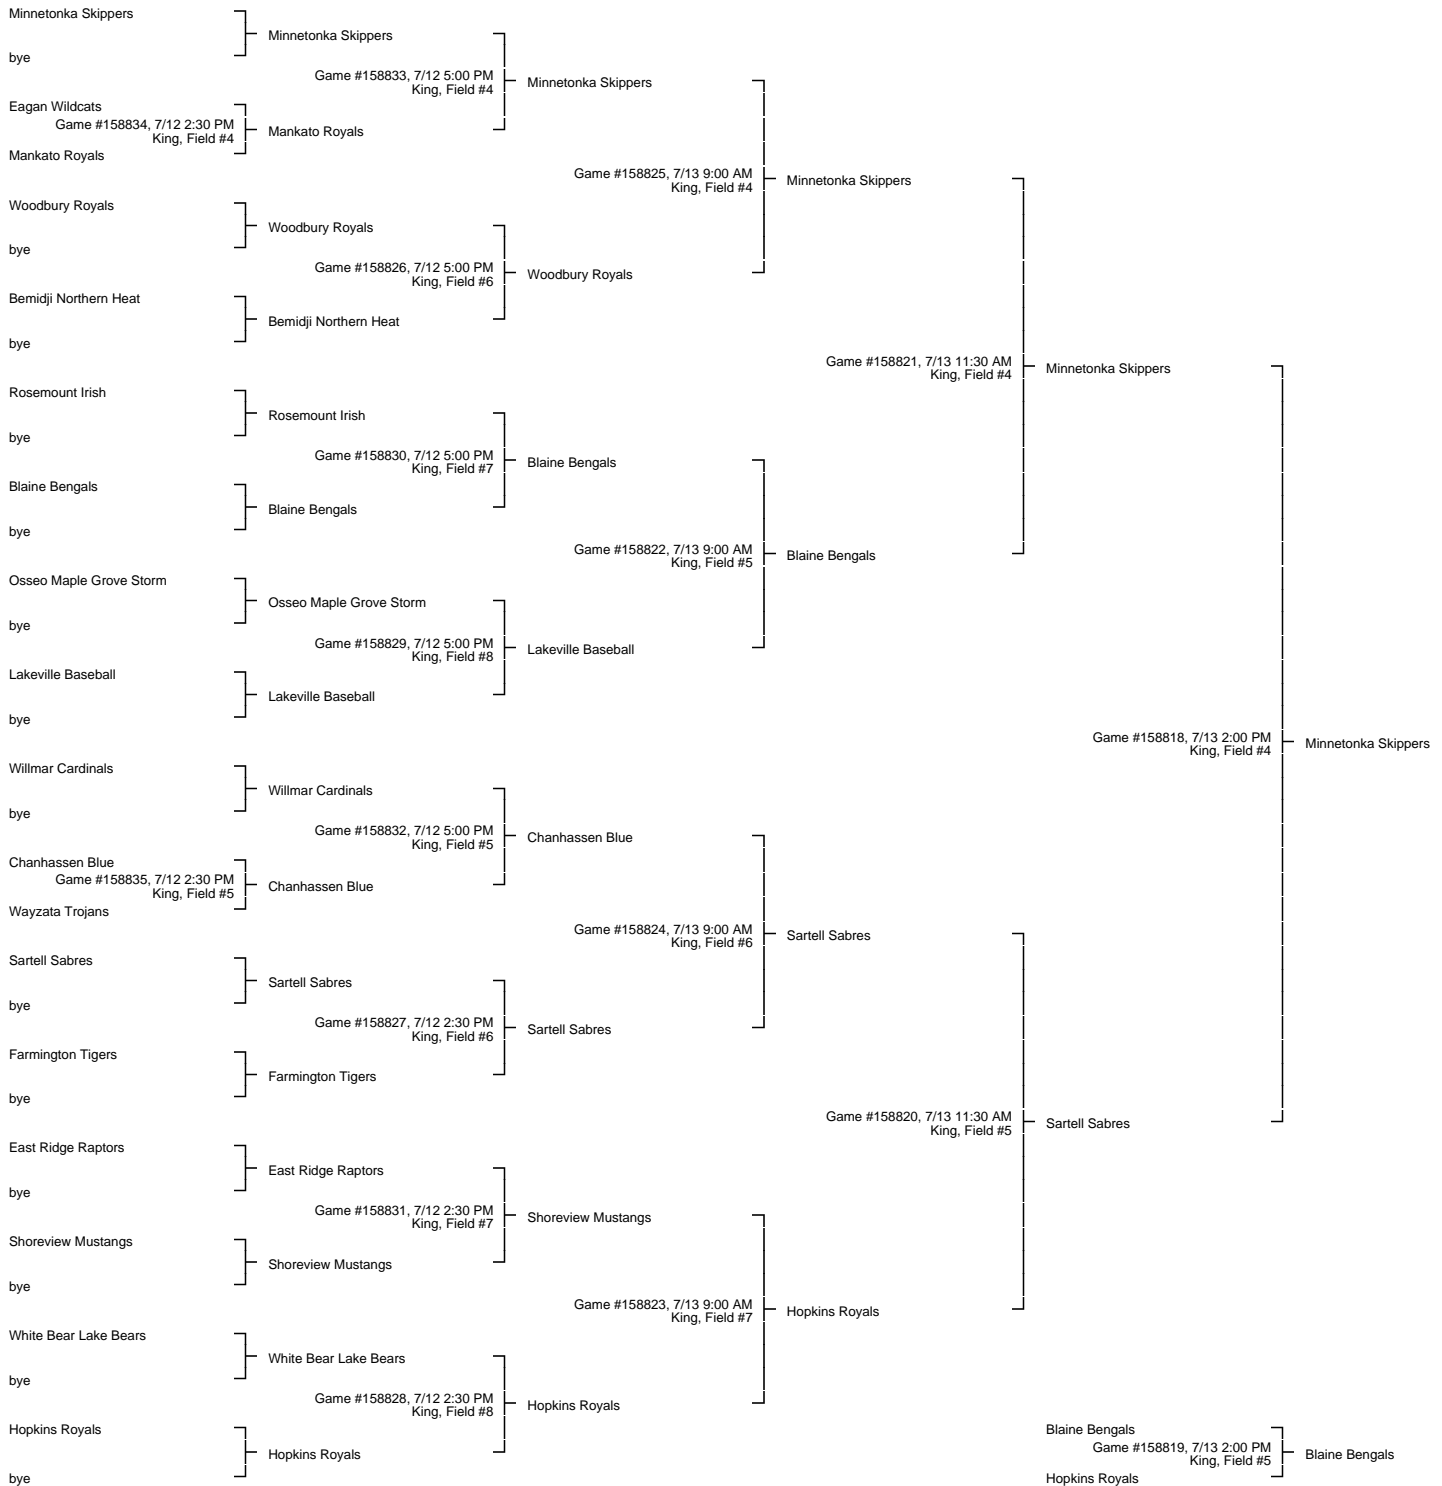 Minnetonka Skippers
bye
Eagan Wildcats
Game #158834, 7/12 2:30 PM
King, Field #4
Mankato Royals
Woodbury Royals
bye
Bemidji Northern Heat
bye
Rosemount Irish
bye
Blaine Bengals
bye
Osseo Maple Grove Storm
bye
Lakeville Baseball
bye
Willmar Cardinals
bye
Chanhassen Blue
Game #158835, 7/12 2:30 PM
King, Field #5
Wayzata Trojans
Sartell Sabres
bye
Farmington Tigers
bye
East Ridge Raptors
bye
Shoreview Mustangs
bye
White Bear Lake Bears
bye
Hopkins Royals
bye
Minnetonka Skippers
Game #158833, 7/12 5:00 PM
King, Field #4
Mankato Royals
Woodbury Royals
Game #158826, 7/12 5:00 PM
King, Field #6
Bemidji Northern Heat
Rosemount Irish
Game #158830, 7/12 5:00 PM
King, Field #7
Blaine Bengals
Osseo Maple Grove Storm
Game #158829, 7/12 5:00 PM
King, Field #8
Lakeville Baseball
Willmar Cardinals
Game #158832, 7/12 5:00 PM
King, Field #5
Chanhassen Blue
Sartell Sabres
Game #158827, 7/12 2:30 PM
King, Field #6
Farmington Tigers
East Ridge Raptors
Game #158831, 7/12 2:30 PM
King, Field #7
Shoreview Mustangs
White Bear Lake Bears
Game #158828, 7/12 2:30 PM
King, Field #8
Hopkins Royals
Minnetonka Skippers
Game #158825, 7/13 9:00 AM
King, Field #4
Woodbury Royals
Blaine Bengals
Game #158822, 7/13 9:00 AM
King, Field #5
Lakeville Baseball
Chanhassen Blue
Game #158824, 7/13 9:00 AM
King, Field #6
Sartell Sabres
Shoreview Mustangs
Game #158823, 7/13 9:00 AM
King, Field #7
Hopkins Royals
Minnetonka Skippers
Game #158821, 7/13 11:30 AM
King, Field #4
Blaine Bengals
Sartell Sabres
Game #158820, 7/13 11:30 AM
King, Field #5
Hopkins Royals
Minnetonka Skippers
Game #158818, 7/13 2:00 PM
King, Field #4
Sartell Sabres
Minnetonka Skippers
Blaine Bengals
Game #158819, 7/13 2:00 PM
King, Field #5
Hopkins Royals
Blaine Bengals